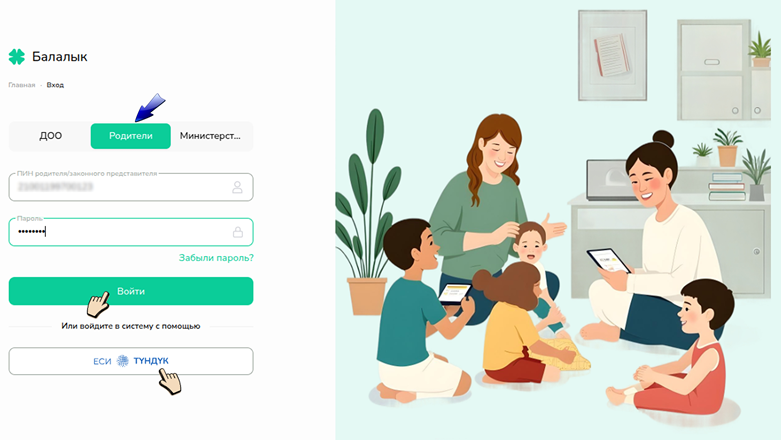 Балалык
Главная · Вход
ДОО
Родители
Министерст...
ПИН родителя/законного представителя
Пароль
••••••••
Забыли пароль?
Войти
Или войдите в систему с помощью
ЕСИ ТҮНДҮК